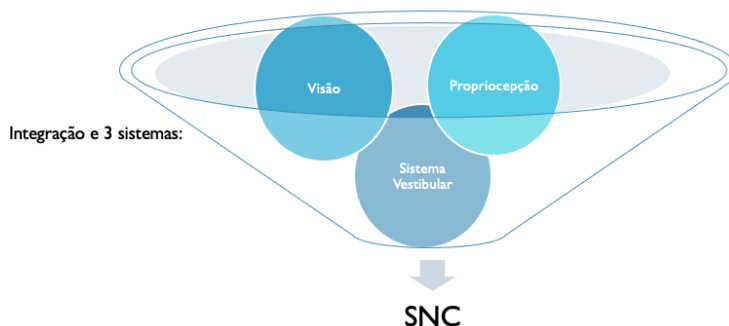 Visão
Propriocepção
Integração e 3 sistemas:
Sistema
Vestibular
SNC